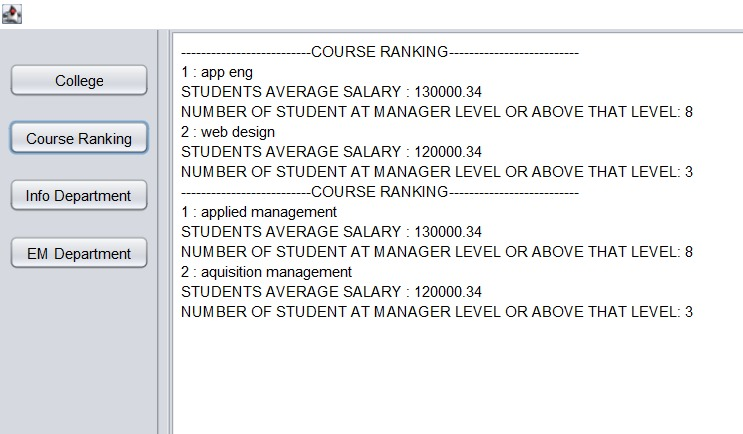 College
Course Ranking
Info Department
EM Department
--------------------------COURSE RANKING--------------------------
1 : app eng
STUDENTS AVERAGE SALARY : 130000.34
NUMBER OF STUDENT AT MANAGER LEVEL OR ABOVE THAT LEVEL: 8
2 : web design
STUDENTS AVERAGE SALARY : 120000.34
NUMBER OF STUDENT AT MANAGER LEVEL OR ABOVE THAT LEVEL: 3
--------------------------COURSE RANKING--------------------------
1 : applied management
STUDENTS AVERAGE SALARY : 130000.34
NUMBER OF STUDENT AT MANAGER LEVEL OR ABOVE THAT LEVEL: 8
2 : aquisition management
STUDENTS AVERAGE SALARY : 120000.34
NUMBER OF STUDENT AT MANAGER LEVEL OR ABOVE THAT LEVEL: 3